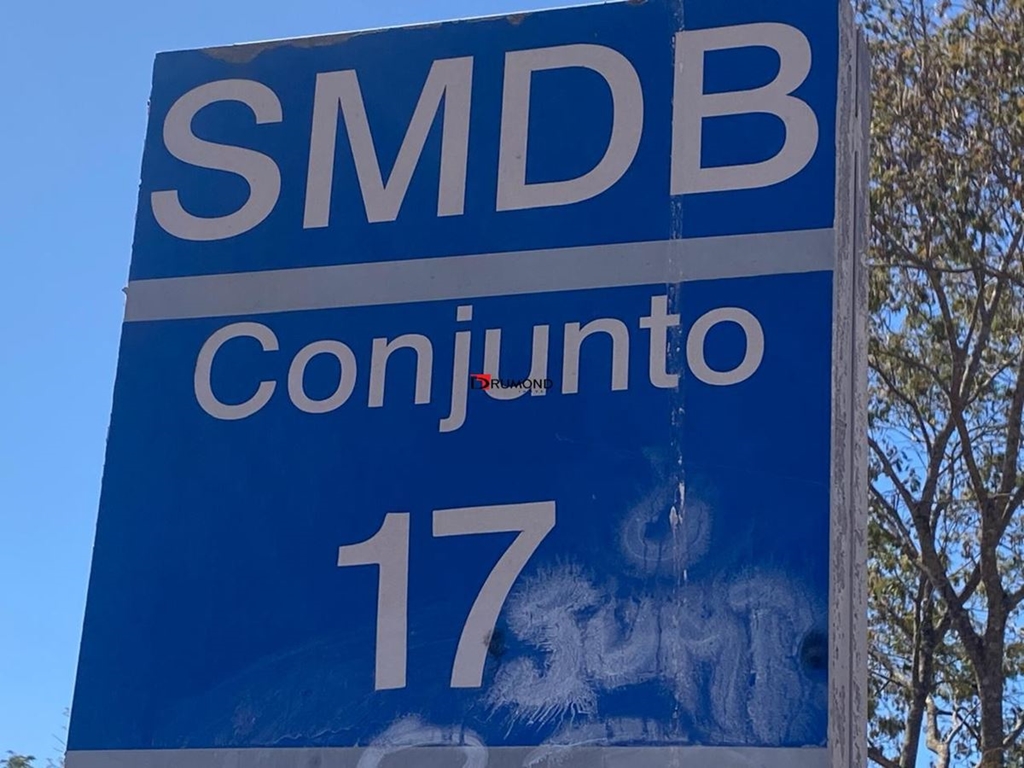 SMDB
Conjunto
DRUMOND
17